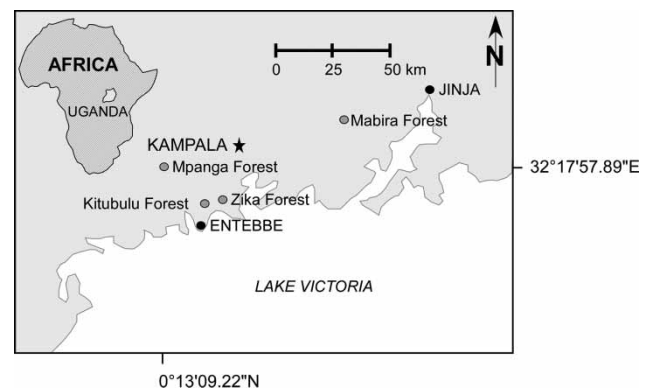 AFRICA
UGANDA
0 25 50 km
N
JINJA
Mabira Forest
KAMPALA
Mpanga Forest
32°17'57.89"E
Zika Forest
Kitubulu Forest
ENTEBBE
LAKE VICTORIA
0°13'09.22"N